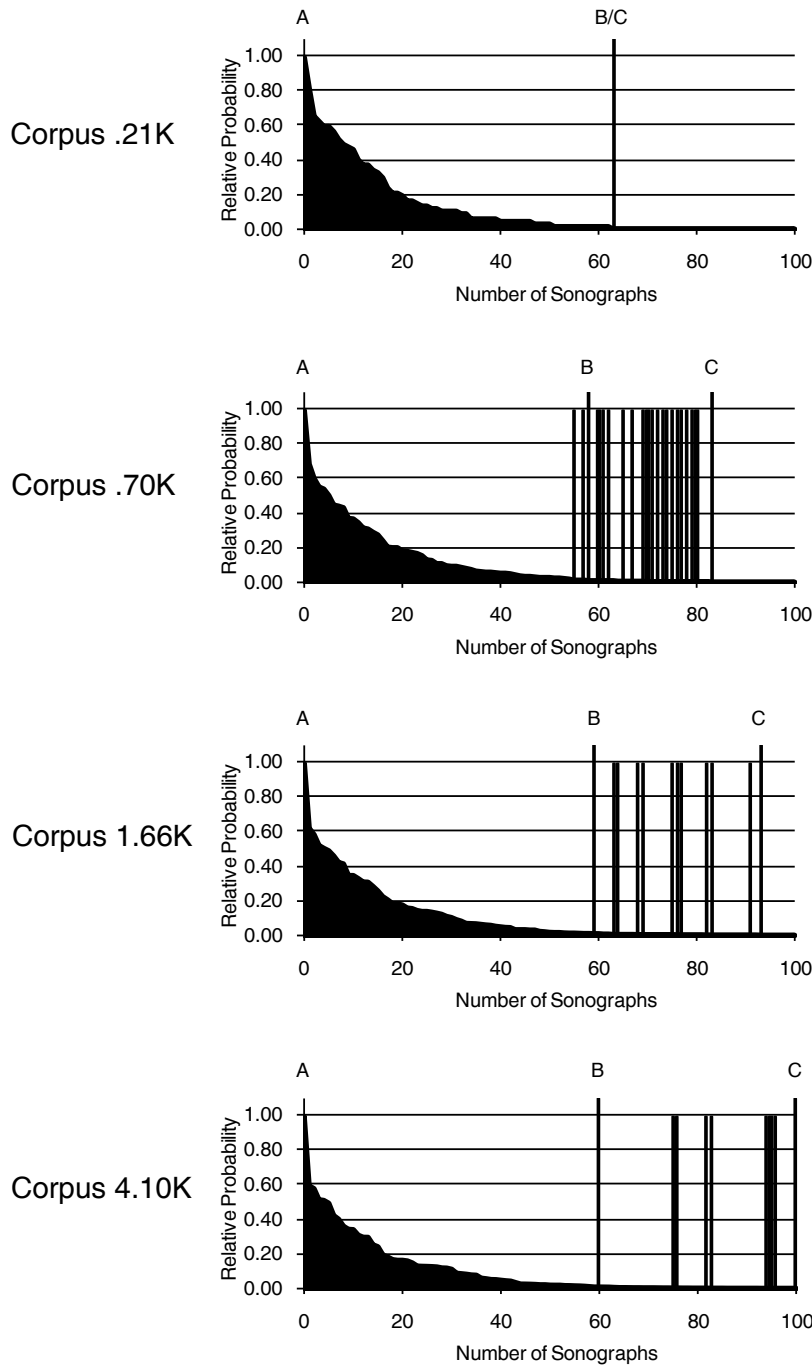 A B/C
Corpus .21K
Relative Probability
1.00
0.80
0.60
0.40
0.20
0.00
0 20 40 60 80 100
Number of Sonographs
A B C
Corpus .70K
Relative Probability
1.00
0.80
0.60
0.40
0.20
0.00
0 20 40 60 80 100
Number of Sonographs
A B C
Corpus 1.66K
Relative Probability
1.00
0.80
0.60
0.40
0.20
0.00
0 20 40 60 80 100
Number of Sonographs
A B C
Corpus 4.10K
Relative Probability
1.00
0.80
0.60
0.40
0.20
0.00
0 20 40 60 80 100
Number of Sonographs